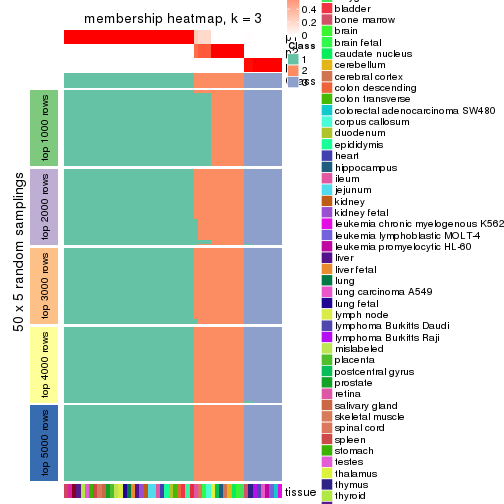 membership heatmap, k = 3
50 x 5 random samplings
top 1000 rows
top 2000 rows
top 3000 rows
top 4000 rows
top 5000 rows
Class
tissue
0.4
0.2
0
Class
1
2
bladder
bone marrow
brain
brain fetal
caudate nucleus
cerebellum
cerebral cortex
colon descending
colon transverse
colorectal adenocarcinoma SW480
corpus callosum
duodenum
epididymis
heart
hippocampus
ileum
jejunum
kidney
kidney fetal
leukemia chronic myelogenous K562
leukemia lymphoblastic MOLT-4
leukemia promyelocytic HL-60
liver
liver fetal
lung
lung carcinoma A549
lung fetal
lymph node
lymphoma Burkitts Daudi
lymphoma Burkitts Raji
mislabeled
placenta
postcentral gyrus
prostate
retina
salivary gland
skeletal muscle
spinal cord
spleen
stomach
testes
thalamus
thymus
thyroid